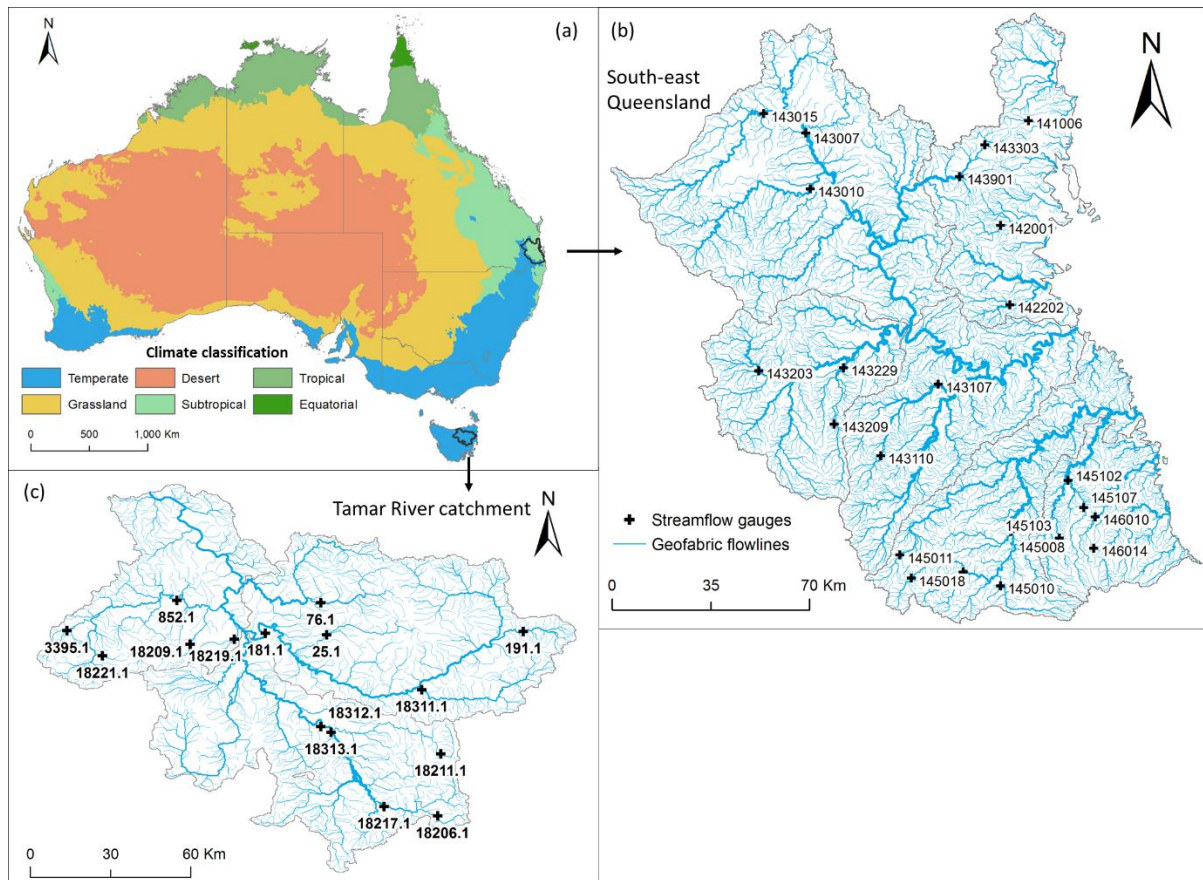 N
(a)
Climate classification
Temperate
Desert
Tropical
Grassland
Subtropical
Equatorial
0 500 1,000 Km
(b)
South-east
Queensland
N
143015
143007
141006
143303
143901
143010
142001
142202
143203
143229
143107
143209
143110
145102
145107
146010
145103
145008
146014
145011
145018
145010
Streamflow gauges
Geofabric flowlines
0 35 70 Km
(c)
Tamar River catchment
N
852.1
76.1
3395.1
18209.1
18219.1
181.1
25.1
191.1
18221.1
18311.1
18312.1
18313.1
18211.1
18217.1
18206.1
0 30 60 Km